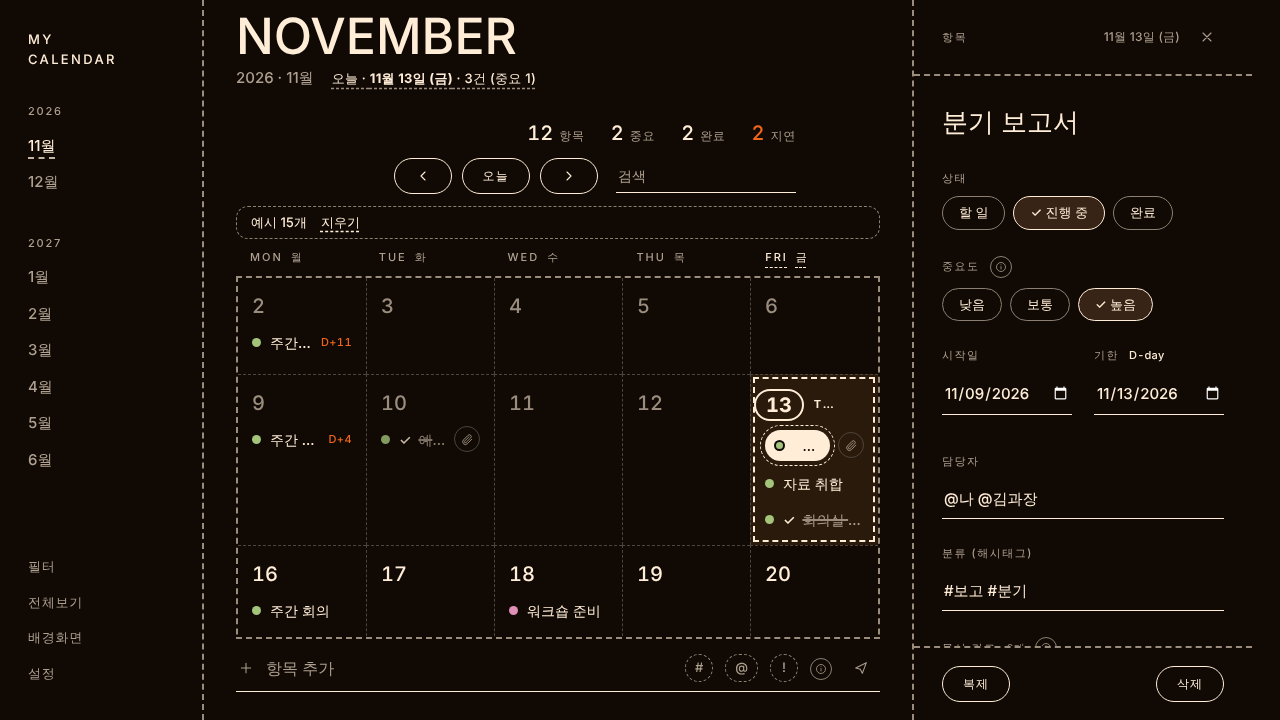 MY
CALENDAR
2026
11월
12월
2027
1월
2월
3월
4월
5월
6월
필터
전체보기
배경화면
설정
NOVEMBER
2026 · 11월 오늘 · 11월 13일 (금) · 3건 (중요 1)
12 항목 2 중요 2 완료 2 지연
오늘 검색
예시 15개 지우기
MON 월 TUE 화 WED 수 THU 목 FRI 금
2 3 4 5 6
주간... D+11
9 10 11 12 13 T...
주간 ... D+4 예... ...
자료 취합
회의실 ...
16 17 18 19 20
주간 회의 워크숍 준비
항목 추가 # @ !
항목 11월 13일 (금)
분기 보고서
상태
할 일 진행 중 완료
중요도
낮음 보통 높음
시작일 기한 D-day
11/09/2026 11/13/2026
담당자
@나 @김과장
분류 (해시태그)
#보고 #분기
복제 삭제